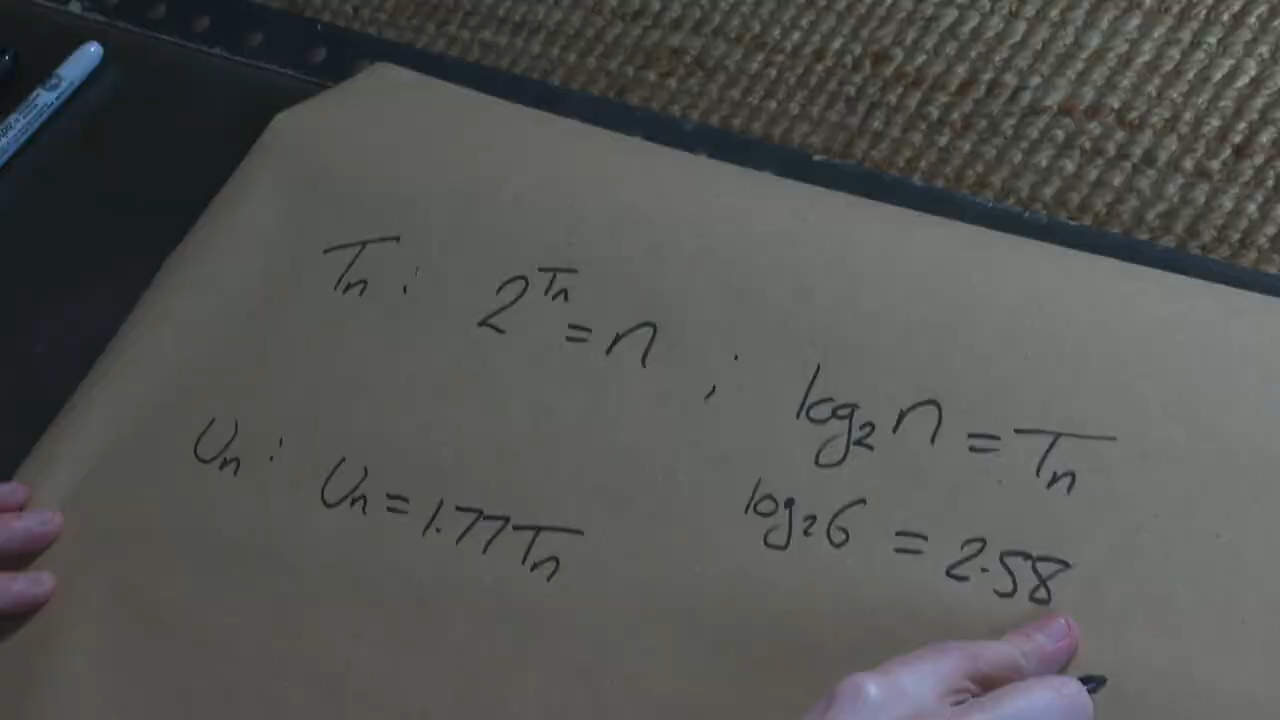 Tₙ : 2^Tₙ = n ; log₂ n = Tₙ
Uₙ : Uₙ = 1.77Tₙ
log₂ 6 = 2.58